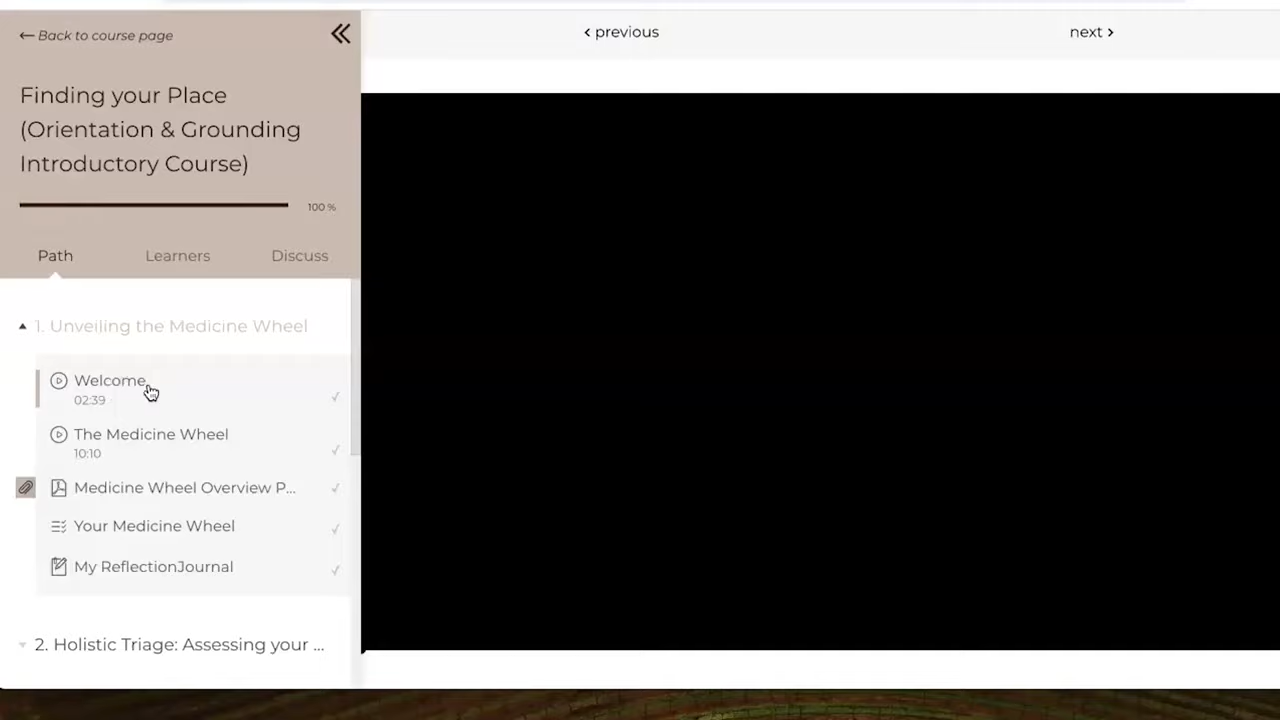 ← Back to course page
Finding your Place
(Orientation & Grounding
Introductory Course)
100 %
Path
Learners
Discuss
1. Unveiling the Medicine Wheel
Welcome
02:39
The Medicine Wheel
10:10
Medicine Wheel Overview P...
Your Medicine Wheel
My ReflectionJournal
2. Holistic Triage: Assessing your ...
‹ previous
next ›